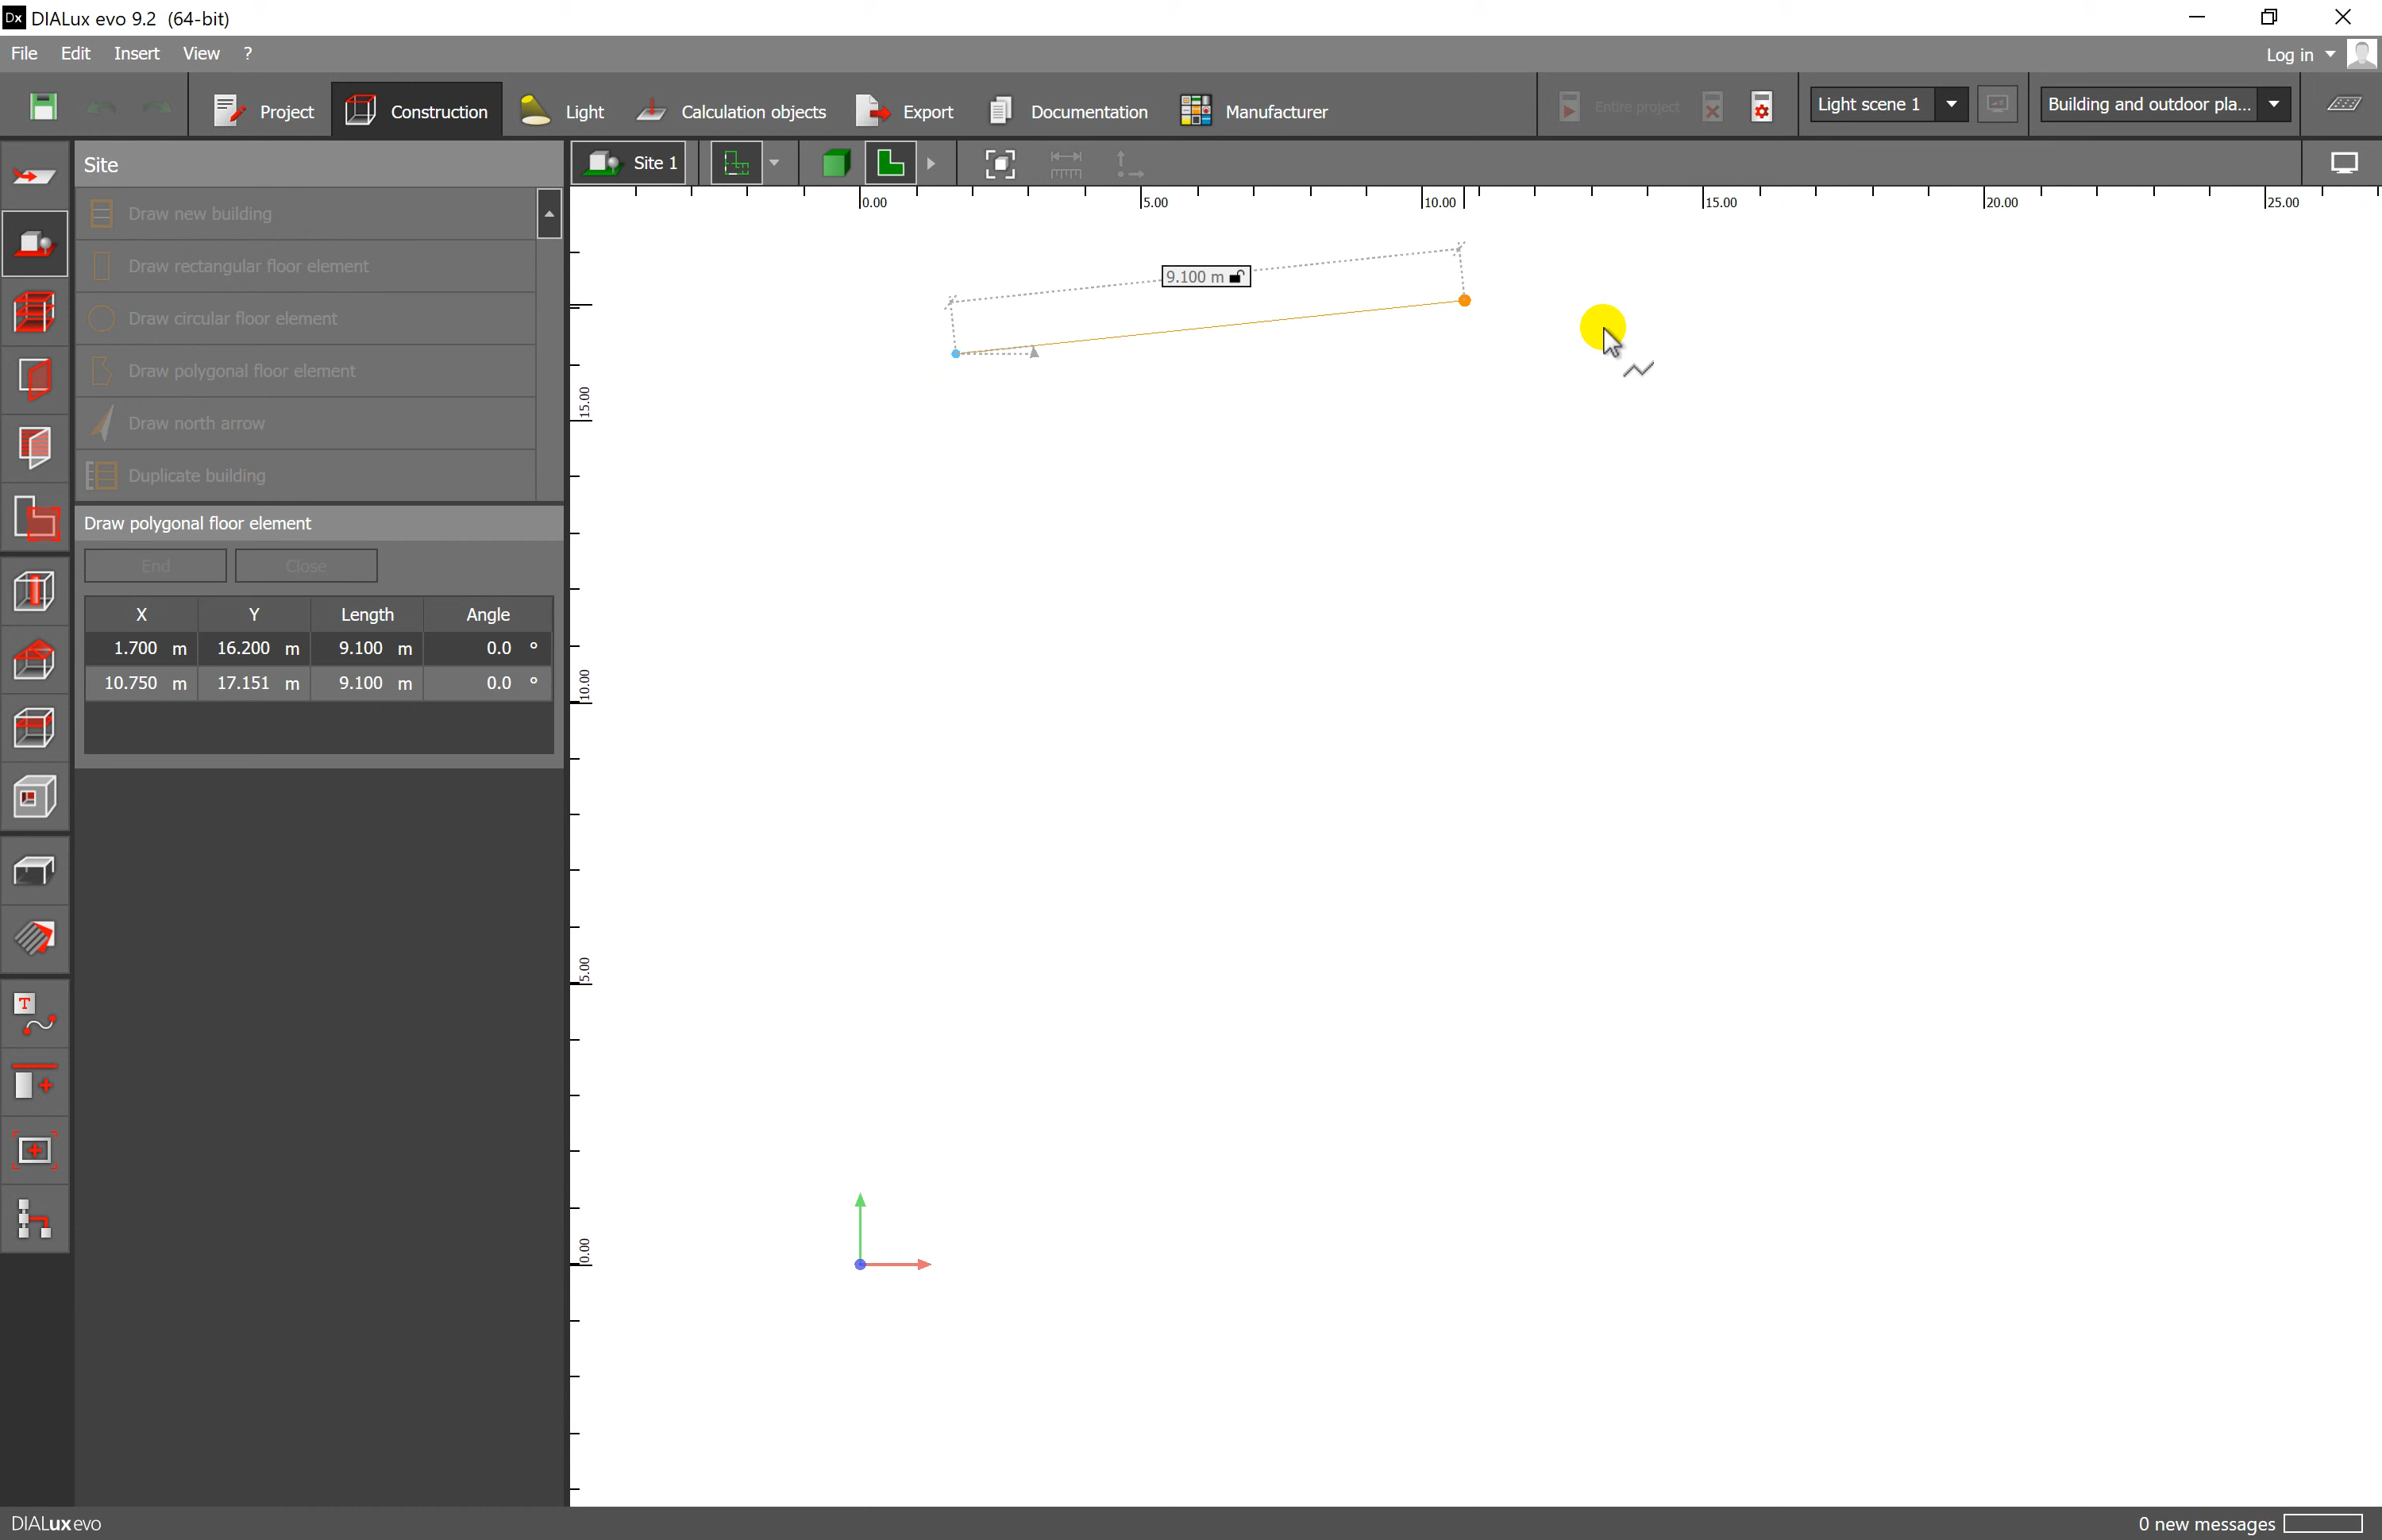 Dx DIALux evo 9.2 (64-bit)
File Edit Insert View ?
Log in
Project Construction Light Calculation objects Export Documentation Manufacturer Entire project Light scene 1 Building and outdoor pla...
Site
Site 1
Draw new building
Draw rectangular floor element
Draw circular floor element
Draw polygonal floor element
Draw north arrow
Duplicate building
Draw polygonal floor element
End Close
X Y Length Angle
1.700 m 16.200 m 9.100 m 0.0 °
10.750 m 17.151 m 9.100 m 0.0 °
0.00 5.00 10.00 15.00 20.00 25.00
9.100 m
15.00
10.00
5.00
0.00
T
DIALux evo
0 new messages